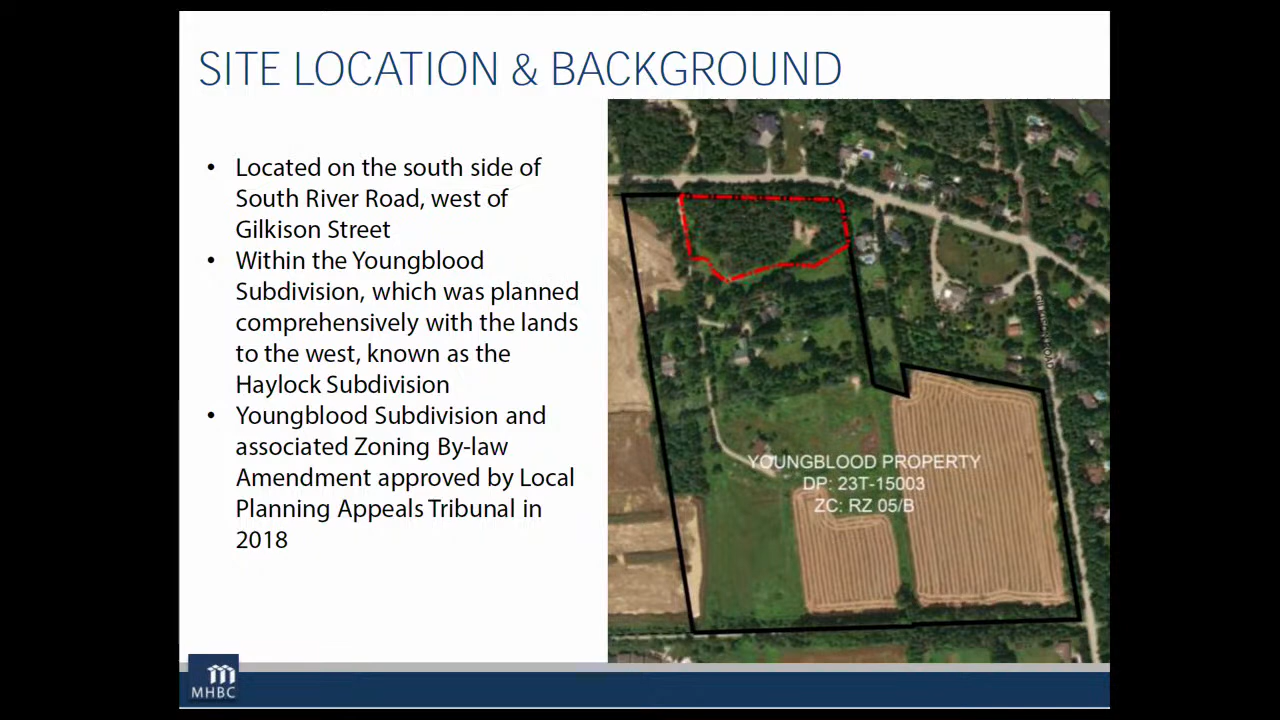 SITE LOCATION & BACKGROUND
• Located on the south side of
South River Road, west of
Gilkison Street
• Within the Youngblood
Subdivision, which was planned
comprehensively with the lands
to the west, known as the
Haylock Subdivision
• Youngblood Subdivision and
associated Zoning By-law
Amendment approved by Local
Planning Appeals Tribunal in
2018
GILKISON ROAD
YOUNGBLOOD PROPERTY
DP: 23T-15003
ZC: RZ 05/B
MHBC